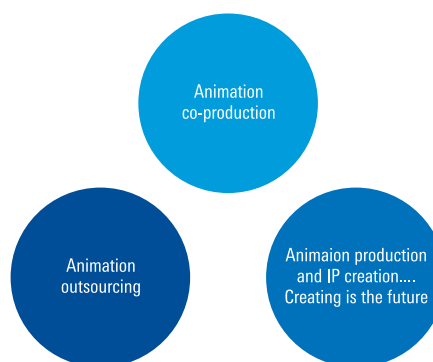 Animation
co-production
Animation
outsourcing
Animaion production
and IP creation....
Creating is the future